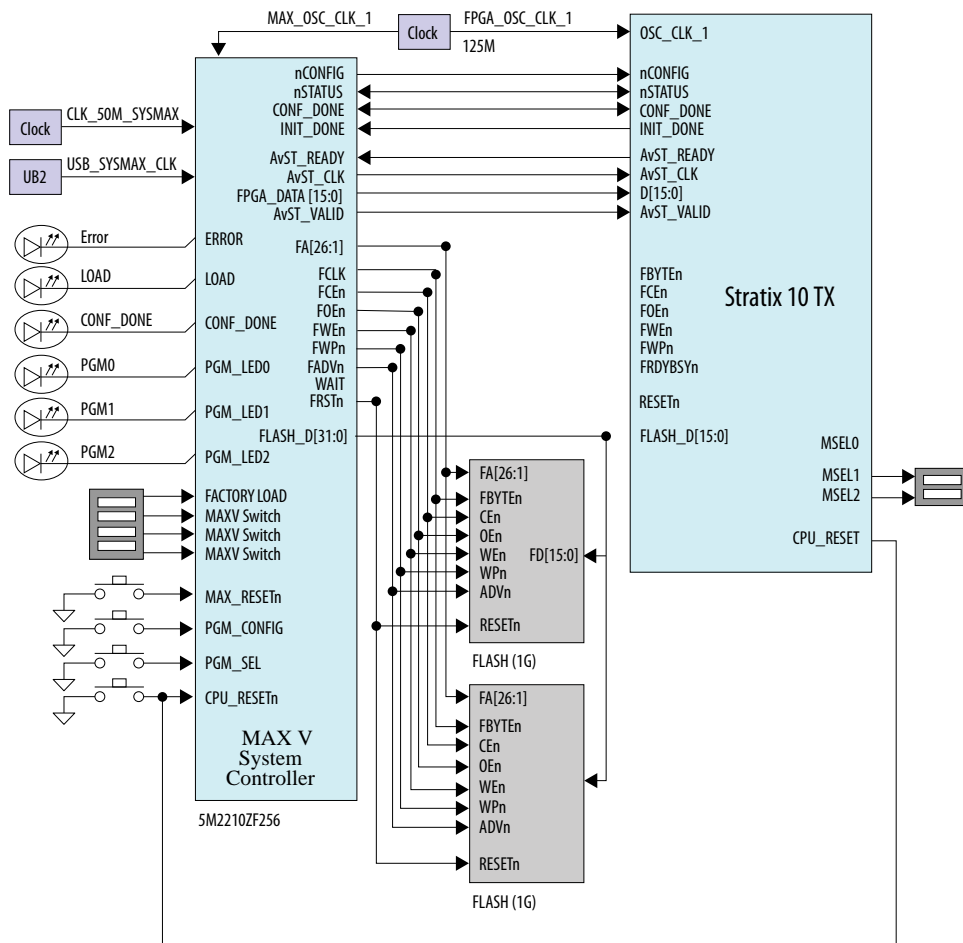 MAX_OSC_CLK_1
Clock
FPGA_OSC_CLK_1
125M
Clock
CLK_50M_SYSMAX
UB2
USB_SYSMAX_CLK
Error
LOAD
CONF_DONE
PGM0
PGM1
PGM2
ERROR
LOAD
CONF_DONE
PGM_LED0
PGM_LED1
PGM_LED2
FACTORY LOAD
MAXV Switch
MAXV Switch
MAXV Switch
MAX_RESETn
PGM_CONFIG
PGM_SEL
CPU_RESETn
MAX V
System
Controller
5M2210ZF256
nCONFIG
nSTATUS
CONF_DONE
INIT_DONE
AvST_READY
AvST_CLK
FPGA_DATA [15:0]
AvST_VALID
FA[26:1]
FCLK
FCEn
FOEn
FWEn
FWPn
FADVn
WAIT
FRSTn
FLASH_D[31:0]
FA[26:1]
FBYTEn
CEn
OEn
WEn
WPn
ADVn
RESETn
FD[15:0]
FLASH (1G)
FA[26:1]
FBYTEn
CEn
OEn
WEn
WPn
ADVn
RESETn
FLASH (1G)
OSC_CLK_1
nCONFIG
nSTATUS
CONF_DONE
INIT_DONE
AvST_READY
AvST_CLK
D[15:0]
AvST_VALID
FBYTEn
FCEn
FOEn
FWEn
FWPn
FRDYBSYn
RESETn
FLASH_D[15:0]
Stratix 10 TX
MSEL0
MSEL1
MSEL2
CPU_RESET